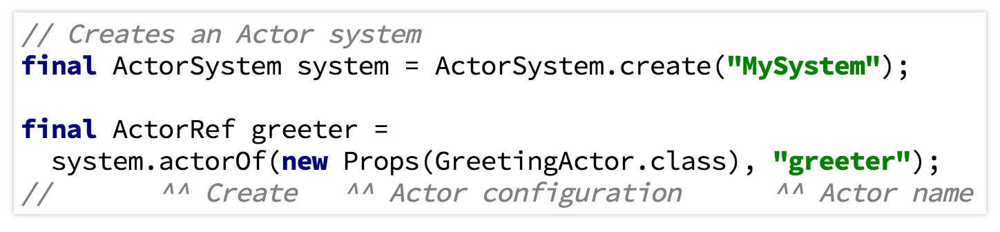 // Creates an Actor system
final ActorSystem system = ActorSystem.create("MySystem");
final ActorRef greeter =
  system.actorOf(new Props(GreetingActor.class), "greeter");
//       ^^ Create   ^^ Actor configuration      ^^ Actor name